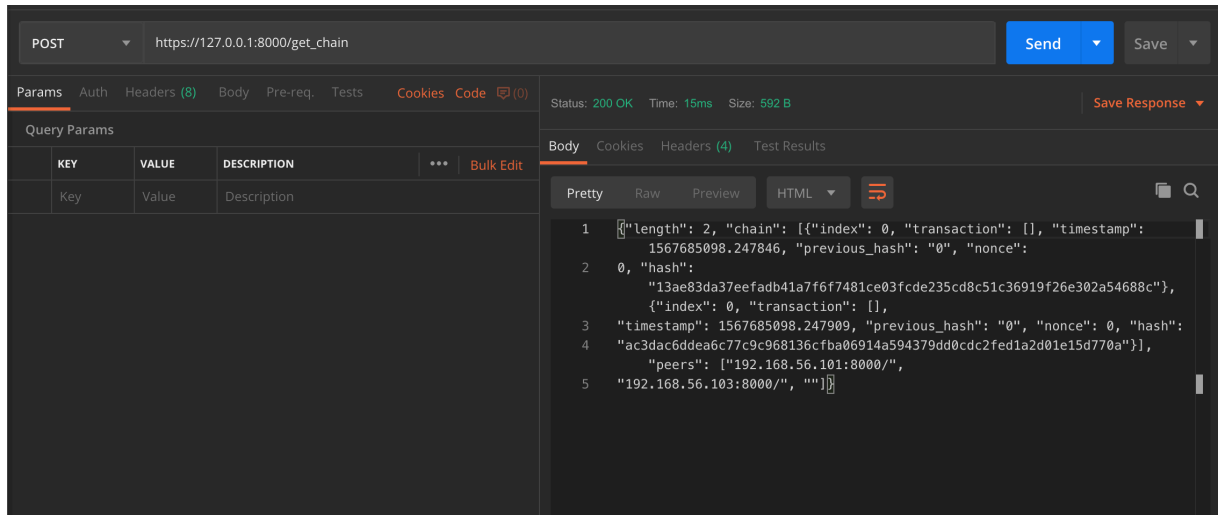 POST https://127.0.0.1:8000/get_chain Send Save
Params Auth Headers (8) Body Pre-req. Tests Cookies Code (0)
Query Params
KEY VALUE DESCRIPTION ••• Bulk Edit
Key Value Description
Status: 200 OK Time: 15ms Size: 592 B Save Response
Body Cookies Headers (4) Test Results
Pretty Raw Preview HTML
1 {"length": 2, "chain": [{"index": 0, "transaction": [], "timestamp":
1567685098.247846, "previous_hash": "0", "nonce":
2 0, "hash":
"13ae83da37eefadb41a7f6f7481ce03fcde235cd8c51c36919f26e302a54688c"},
{"index": 0, "transaction": [],
3 "timestamp": 1567685098.247909, "previous_hash": "0", "nonce": 0, "hash":
4 "ac3dac6ddea6c77c9c968136cfba06914a594379dd0cdc2fed1a2d01e15d770a"}],
"peers": ["192.168.56.101:8000/",
5 "192.168.56.103:8000/", ""]}